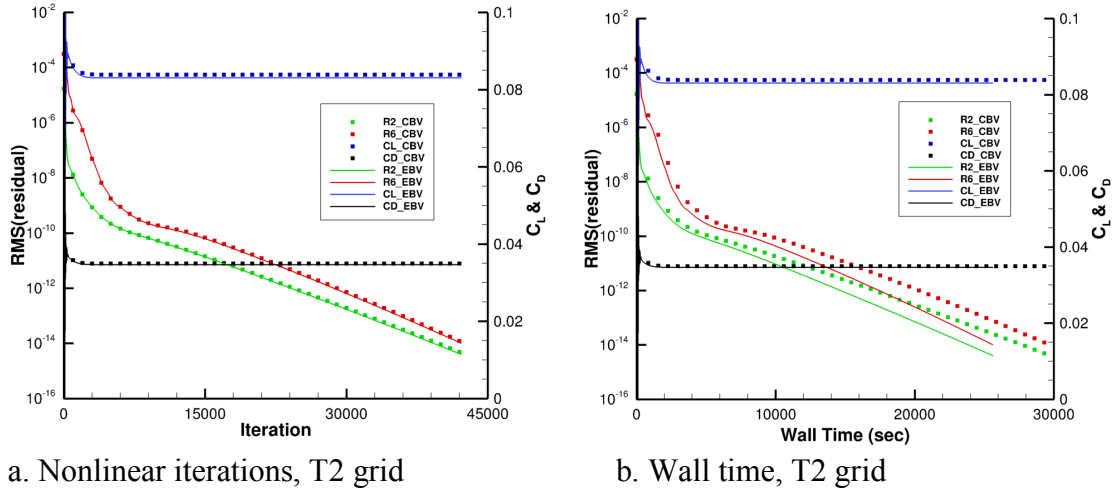 10^-2
10^-4
10^-6
10^-8
10^-10
10^-12
10^-14
10^-16
RMS(residual)
0 15000 30000 45000
Iteration
0.1
0.08
0.06
0.04
0.02
0
C_L & C_D
R2_CBV
R6_CBV
CL_CBV
CD_CBV
R2_EBV
R6_EBV
CL_EBV
CD_EBV
a. Nonlinear iterations, T2 grid
10^-2
10^-4
10^-6
10^-8
10^-10
10^-12
10^-14
10^-16
RMS(residual)
0 10000 20000 30000
Wall Time (sec)
0.1
0.08
0.06
0.04
0.02
0
C_L & C_D
R2_CBV
R6_CBV
CL_CBV
CD_CBV
R2_EBV
R6_EBV
CL_EBV
CD_EBV
b. Wall time, T2 grid